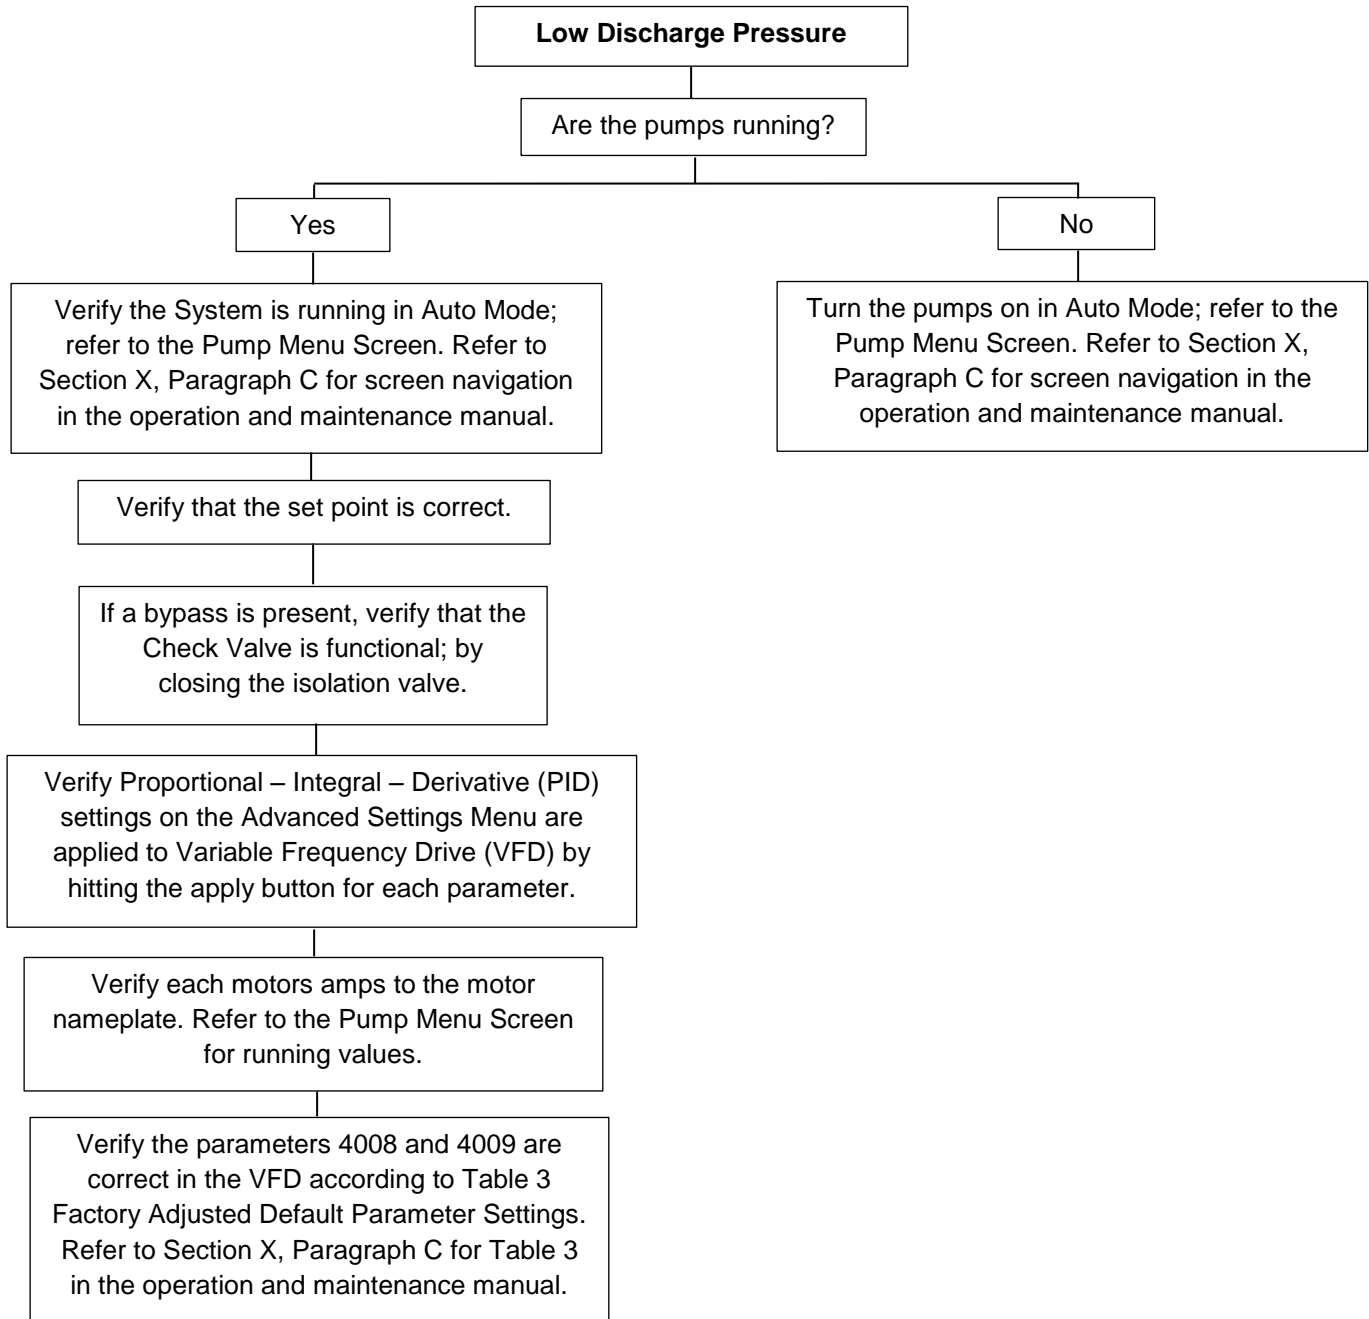 Low Discharge Pressure
Are the pumps running?
Yes
No
Verify the System is running in Auto Mode;
refer to the Pump Menu Screen. Refer to
Section X, Paragraph C for screen navigation
in the operation and maintenance manual.
Turn the pumps on in Auto Mode; refer to the
Pump Menu Screen. Refer to Section X,
Paragraph C for screen navigation in the
operation and maintenance manual.
Verify that the set point is correct.
If a bypass is present, verify that the
Check Valve is functional; by
closing the isolation valve.
Verify Proportional – Integral – Derivative (PID)
settings on the Advanced Settings Menu are
applied to Variable Frequency Drive (VFD) by
hitting the apply button for each parameter.
Verify each motors amps to the motor
nameplate. Refer to the Pump Menu Screen
for running values.
Verify the parameters 4008 and 4009 are
correct in the VFD according to Table 3
Factory Adjusted Default Parameter Settings.
Refer to Section X, Paragraph C for Table 3
in the operation and maintenance manual.